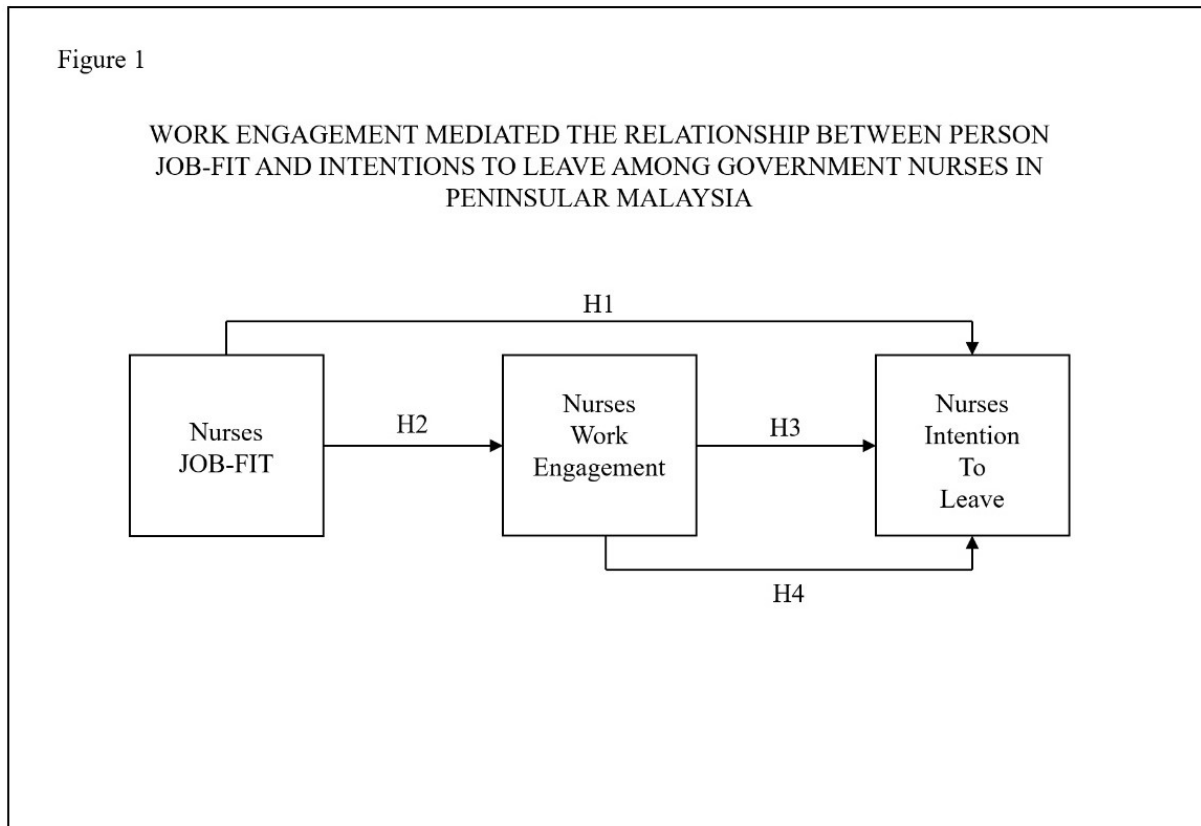 Figure 1
WORK ENGAGEMENT MEDIATED THE RELATIONSHIP BETWEEN PERSON
JOB-FIT AND INTENTIONS TO LEAVE AMONG GOVERNMENT NURSES IN
PENINSULAR MALAYSIA
H1
Nurses
JOB-FIT
H2
Nurses
Work
Engagement
H3
Nurses
Intention
To
Leave
H4